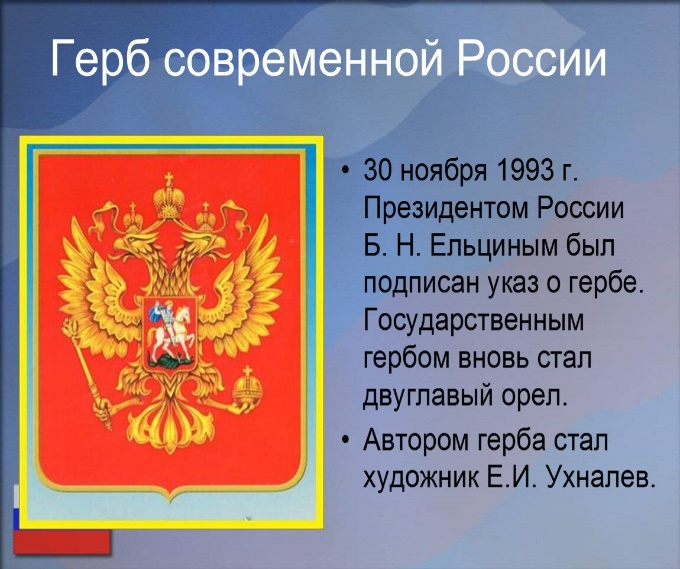 Герб современной России
• 30 ноября 1993 г.
Президентом России
Б. Н. Ельциным был
подписан указ о гербе.
Государственным
гербом вновь стал
двуглавый орел.
• Автором герба стал
художник Е.И. Ухналев.